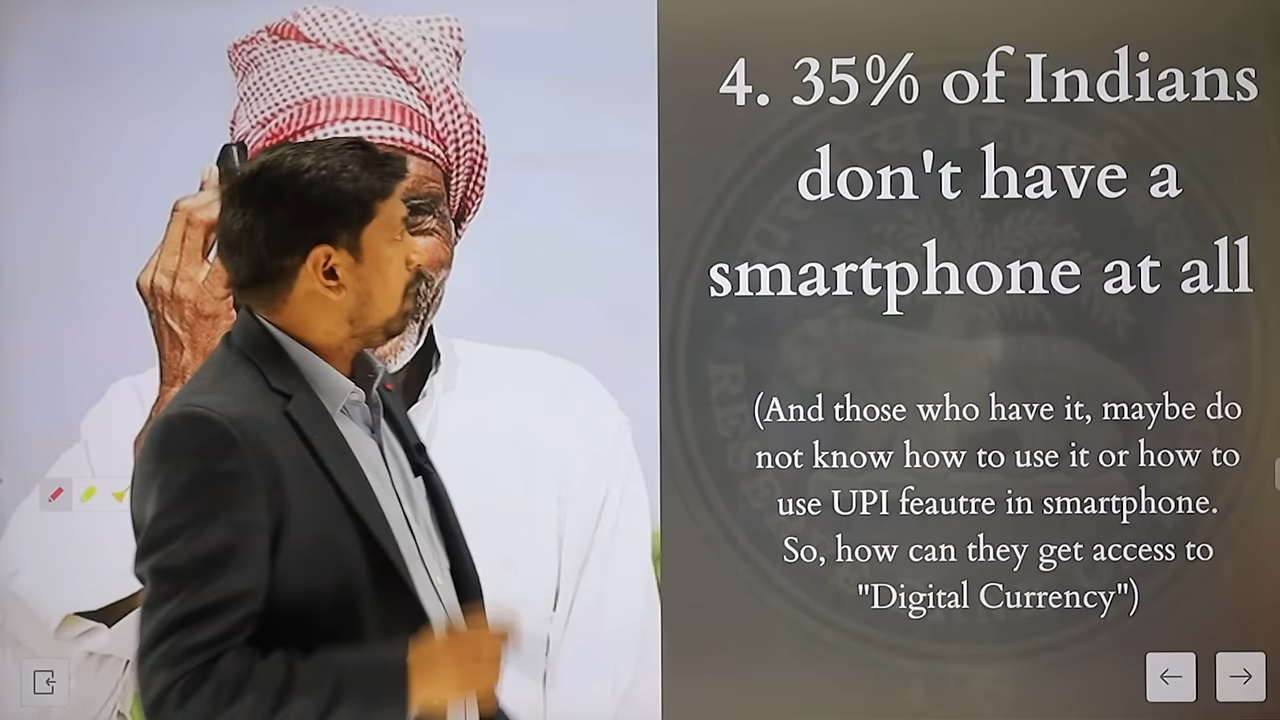 4. 35% of Indians
don't have a
smartphone at all
(And those who have it, maybe do
not know how to use it or how to
use UPI feautre in smartphone.
So, how can they get access to
"Digital Currency")